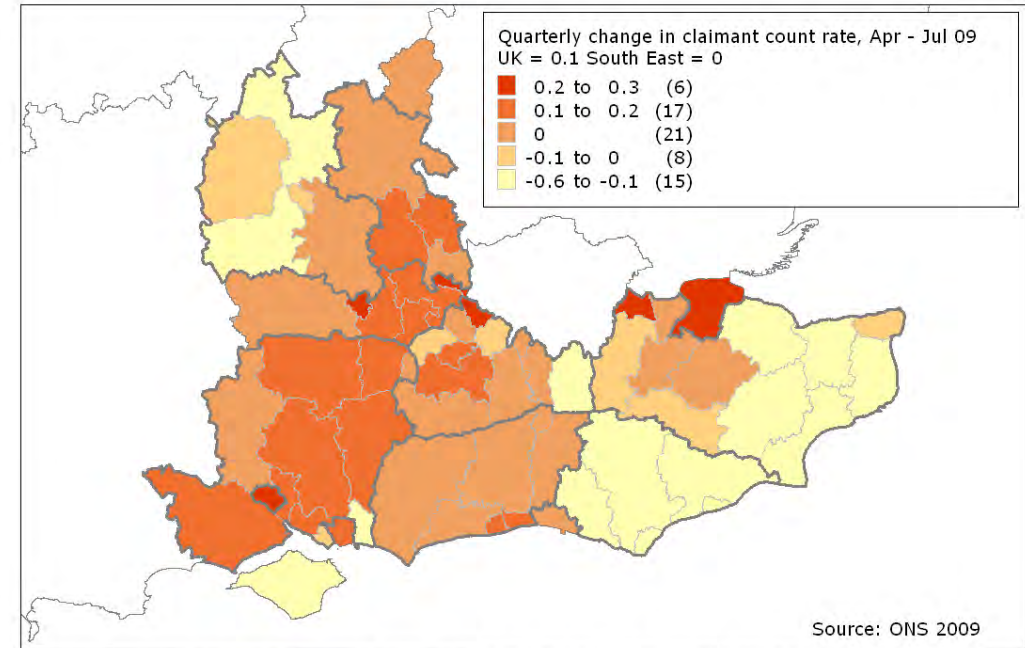 Quarterly change in claimant count rate, Apr - Jul 09
UK = 0.1 South East = 0
0.2 to 0.3 (6)
0.1 to 0.2 (17)
0 (21)
-0.1 to 0 (8)
-0.6 to -0.1 (15)
Source: ONS 2009